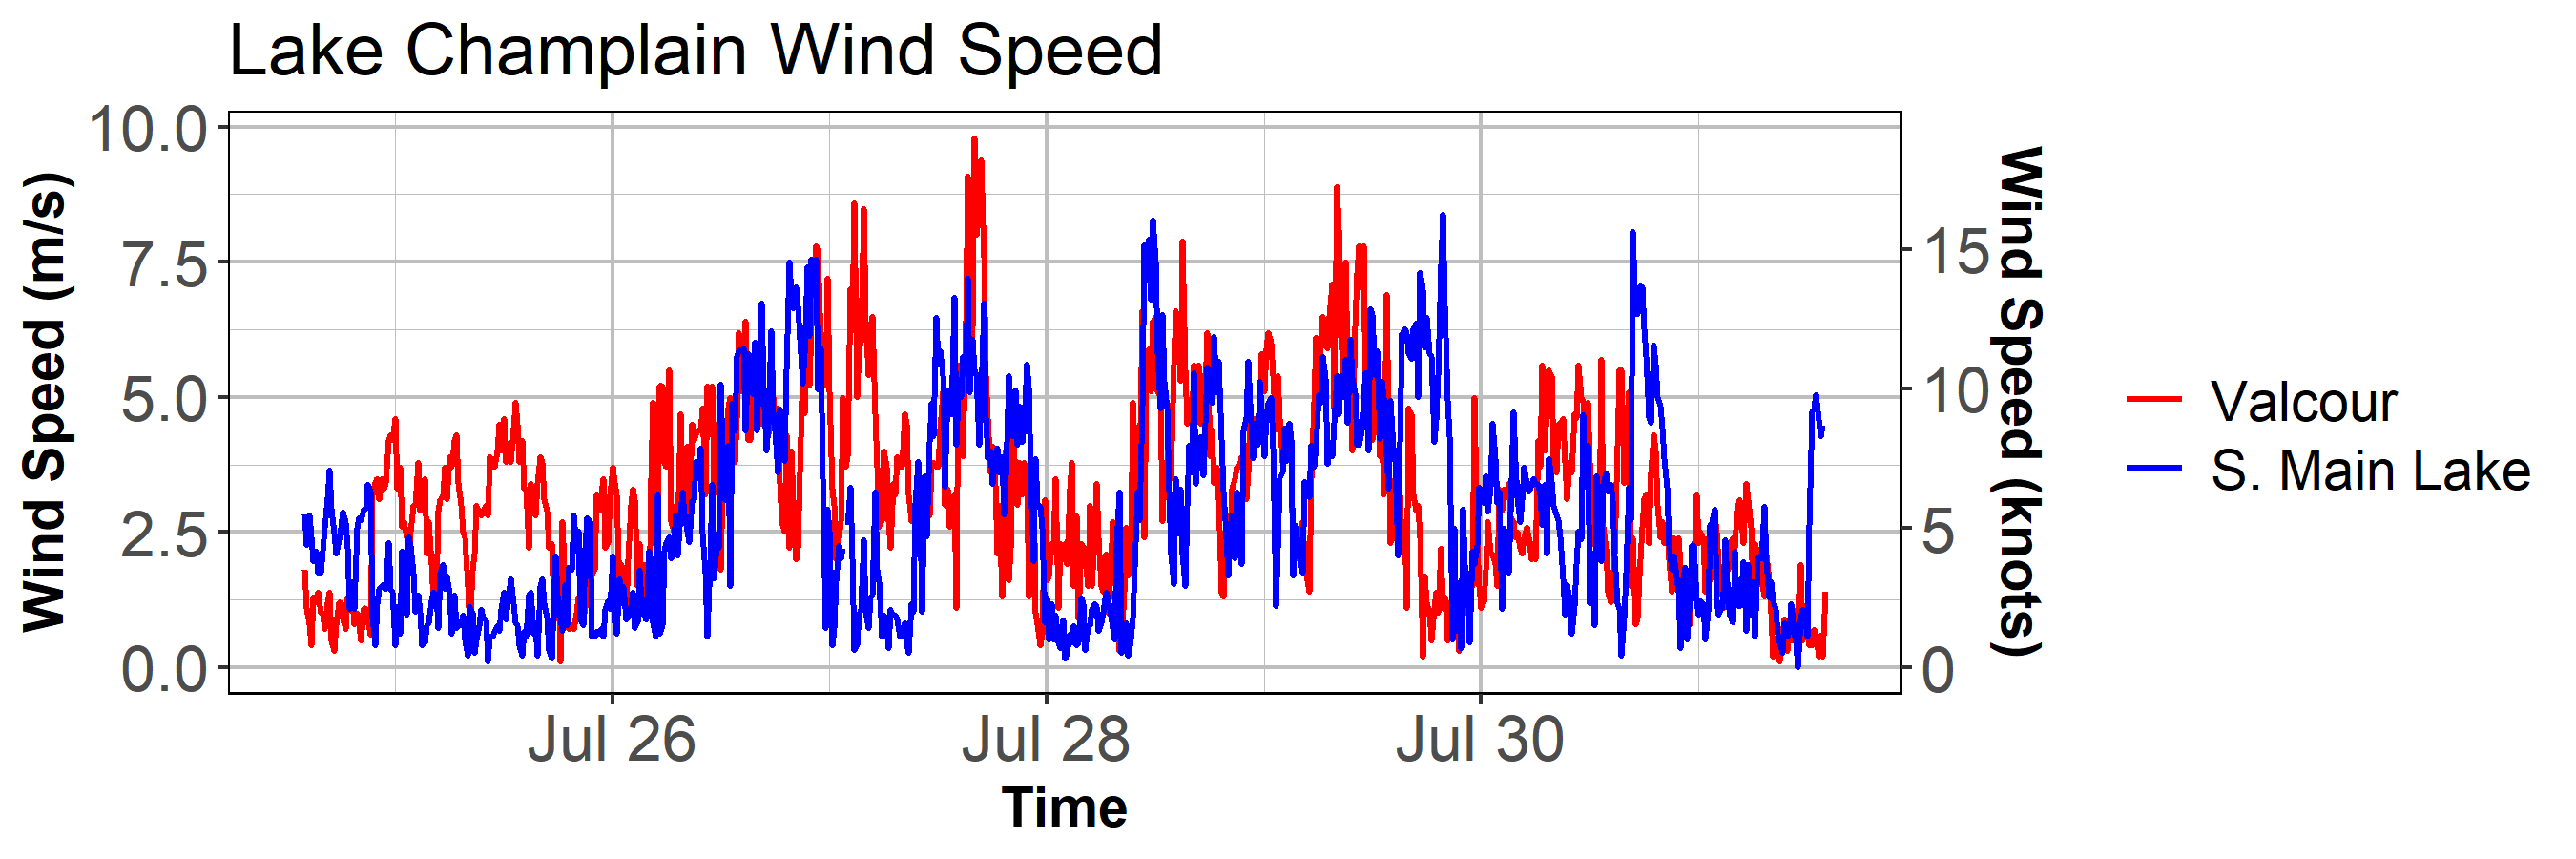 Lake Champlain Wind Speed
10.0
7.5
5.0
2.5
0.0
Wind Speed (m/s)
15
10
5
0
Wind Speed (knots)
Jul 26
Jul 28
Jul 30
Time
Valcour
S. Main Lake